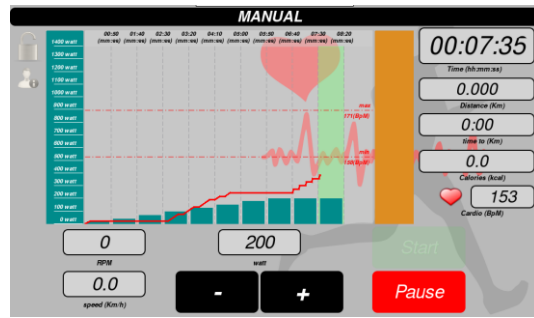 MANUAL
00:50 01:40 02:30 03:20 04:10 05:00 05:50 06:40 07:30 08:20
(mm:ss) (mm:ss) (mm:ss) (mm:ss) (mm:ss) (mm:ss) (mm:ss) (mm:ss) (mm:ss) (mm:ss)
1400 watt
1300 watt
1200 watt
1100 watt
1000 watt
900 watt
800 watt
700 watt
600 watt
500 watt
400 watt
300 watt
200 watt
100 watt
0 watt
max
171(BpM)
min
130(BpM)
00:07:35
Time (hh:mm:ss)
0.000
Distance (Km)
0:00
time to (Km)
0.0
Calories (kcal)
153
Cardio (BpM)
0
RPM
200
watt
Start
0.0
speed (Km/h)
-
+
Pause